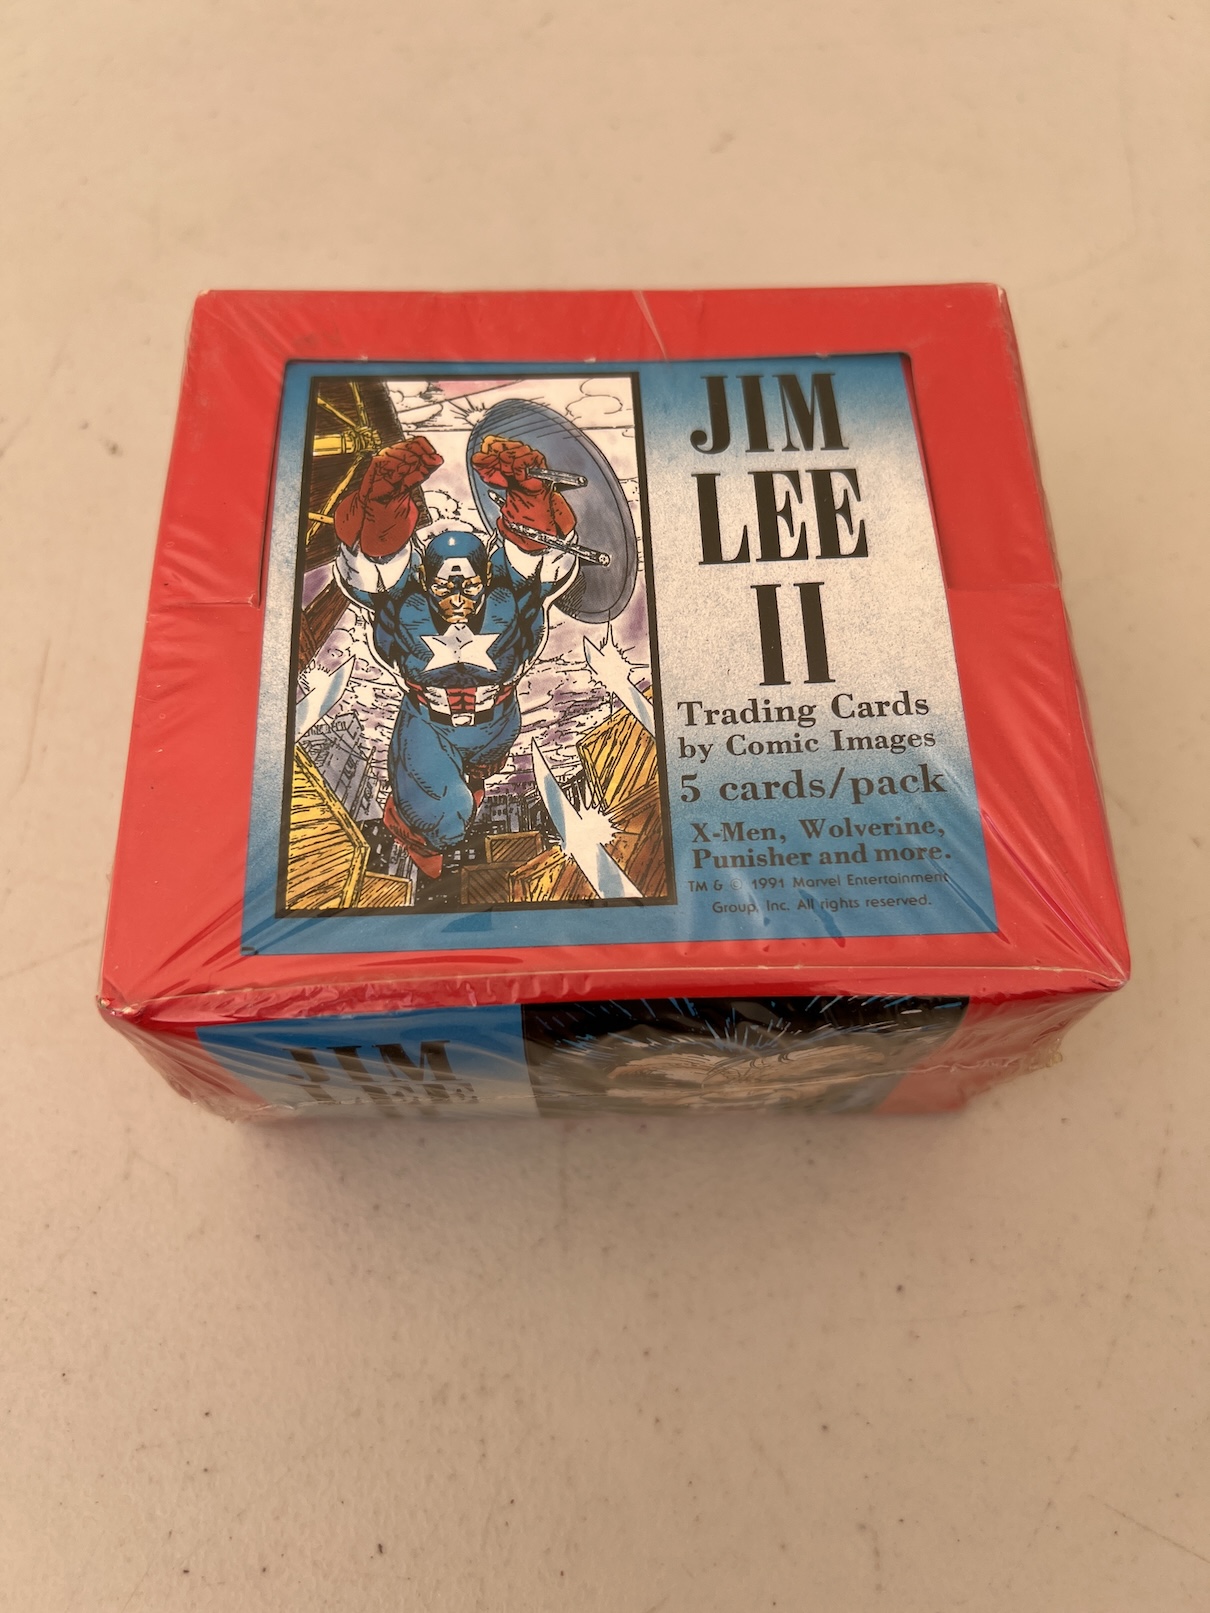 JIM
LEE
II
Trading Cards
by Comic Images
5 cards/pack
X-Men, Wolverine,
Punisher and more.
TM & © 1991 Marvel Entertainment
Group, Inc. All rights reserved.
JIM
LEE